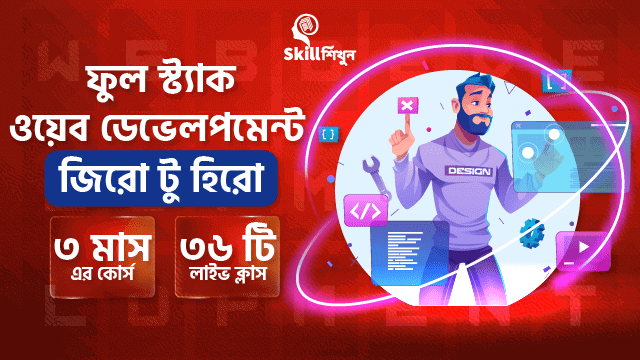 Skillশিখুন
ফুল স্ট্যাক
ওয়েব ডেভেলপমেন্ট
জিরো টু হিরো
৩ মাস
এর কোর্স
৩৬ টি
লাইভ ক্লাস
DESIGN